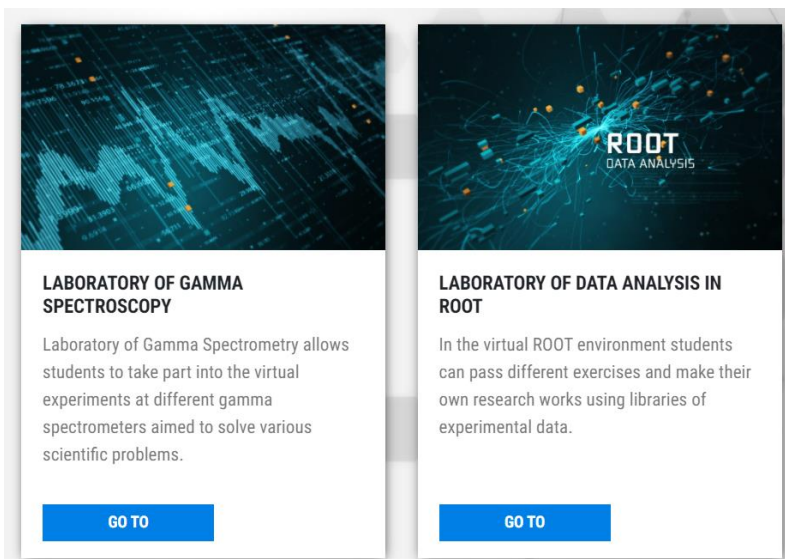 ROOT
DATA ANALYSIS
LABORATORY OF GAMMA
SPECTROSCOPY
Laboratory of Gamma Spectrometry allows
students to take part into the virtual
experiments at different gamma
spectrometers aimed to solve various
scientific problems.
GO TO
LABORATORY OF DATA ANALYSIS IN
ROOT
In the virtual ROOT environment students
can pass different exercises and make their
own research works using libraries of
experimental data.
GO TO